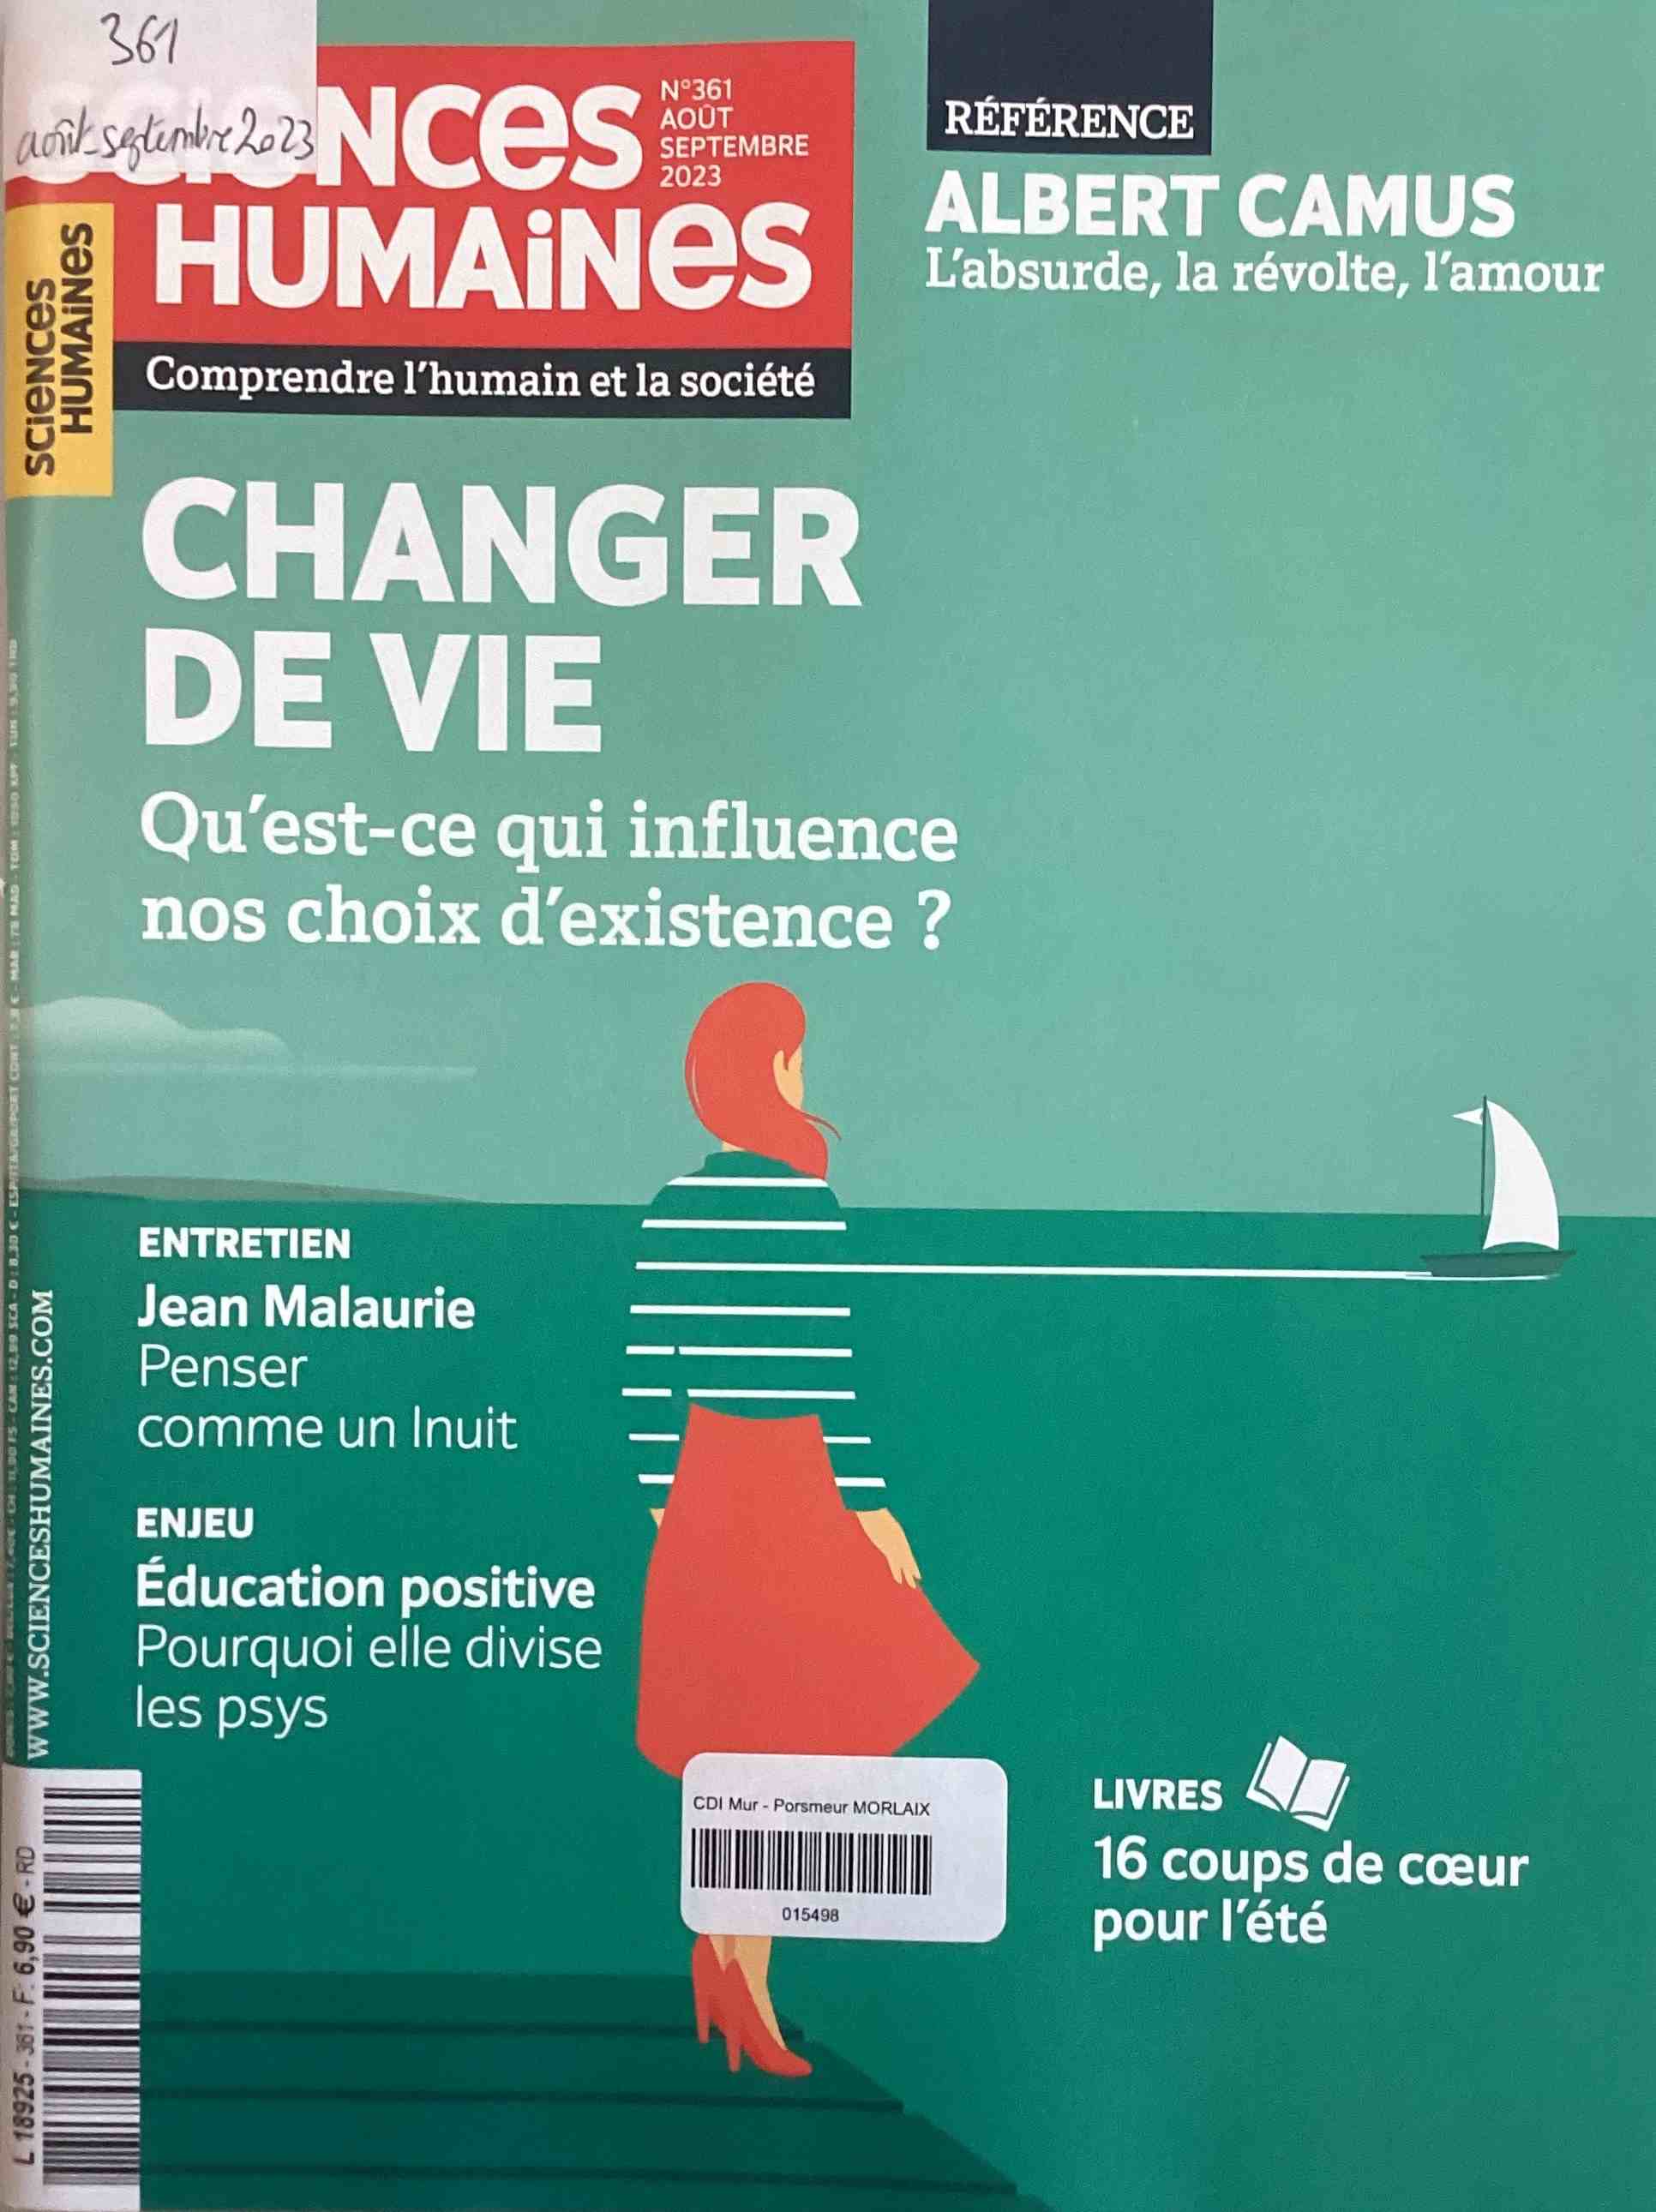 361
août-septembre 2023
SCIENCES
HUMAINES
N°361
AOÛT
SEPTEMBRE
2023
Comprendre l'humain et la société
RÉFÉRENCE
ALBERT CAMUS
L'absurde, la révolte, l'amour
SCIENCES
HUMAINES
CHANGER
DE VIE
Qu'est-ce qui influence
nos choix d'existence ?
ENTRETIEN
Jean Malaurie
Penser
comme un Inuit
ENJEU
Éducation positive
Pourquoi elle divise
les psys
WWW.SCIENCESHUMAINES.COM
CDI Mur - Porsmeur MORLAIX
015498
LIVRES
16 coups de cœur
pour l'été
L 18925 - 361 - F: 6,90 € - RD